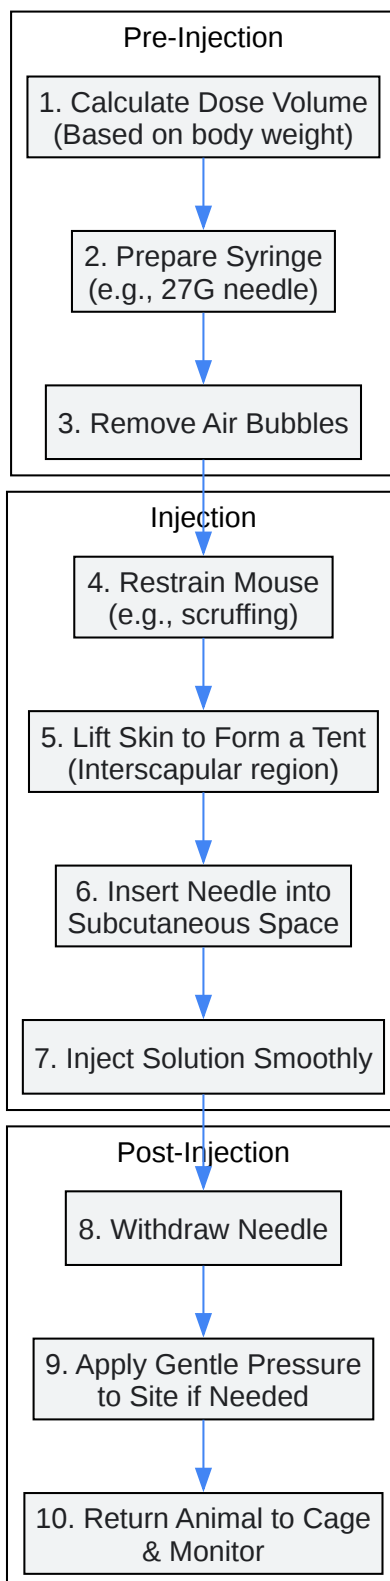 Pre-Injection
1. Calculate Dose Volume
(Based on body weight)
2. Prepare Syringe
(e.g., 27G needle)
3. Remove Air Bubbles
Injection
4. Restrain Mouse
(e.g., scruffing)
5. Lift Skin to Form a Tent
(Interscapular region)
6. Insert Needle into
Subcutaneous Space
7. Inject Solution Smoothly
Post-Injection
8. Withdraw Needle
9. Apply Gentle Pressure
to Site if Needed
10. Return Animal to Cage
& Monitor